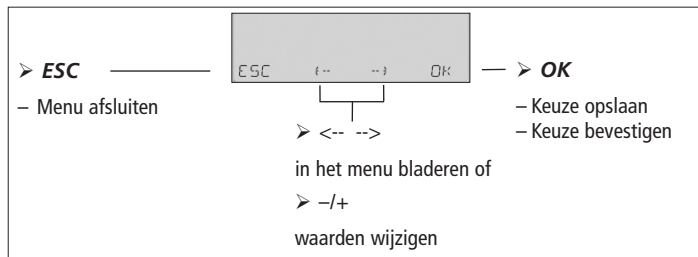 ESC <-- --> OK
➢ ESC
– Menu afsluiten
➢ <-- -->
in het menu bladeren of
➢ –/+
waarden wijzigen
➢ OK
– Keuze opslaan
– Keuze bevestigen